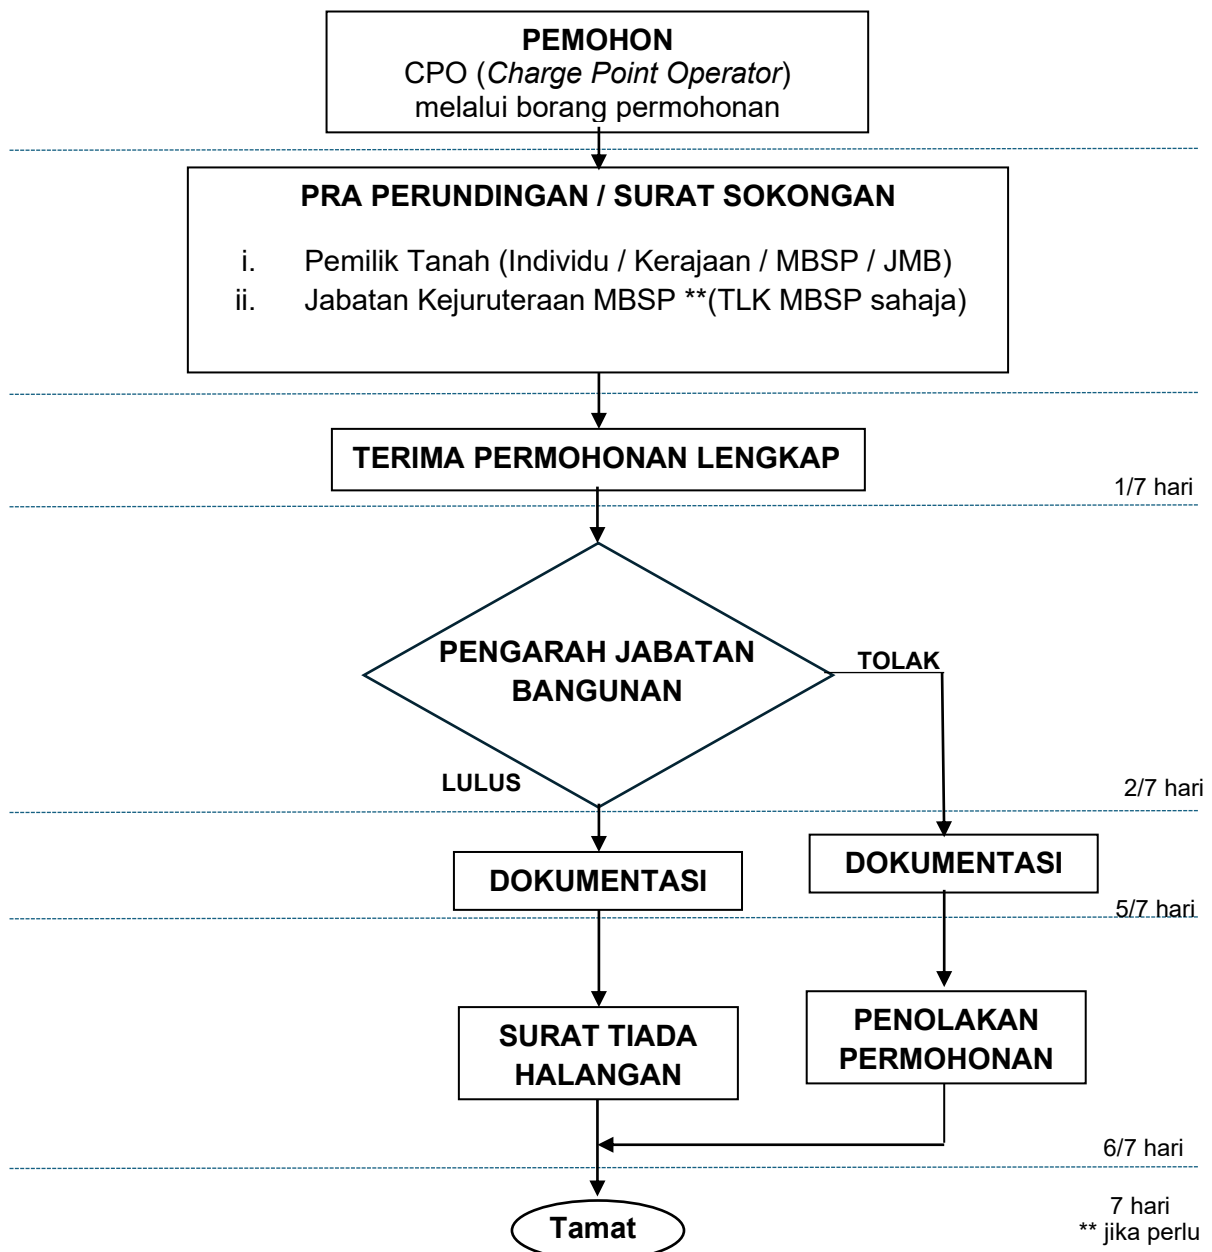 PEMOHON
CPO (Charge Point Operator)
melalui borang permohonan
PRA PERUNDINGAN / SURAT SOKONGAN
i. Pemilik Tanah (Individu / Kerajaan / MBSP / JMB)
ii. Jabatan Kejuruteraan MBSP **(TLK MBSP sahaja)
TERIMA PERMOHONAN LENGKAP
1/7 hari
PENGARAH JABATAN
BANGUNAN
TOLAK
LULUS
2/7 hari
DOKUMENTASI
DOKUMENTASI
5/7 hari
SURAT TIADA
HALANGAN
PENOLAKAN
PERMOHONAN
6/7 hari
Tamat
7 hari
** jika perlu